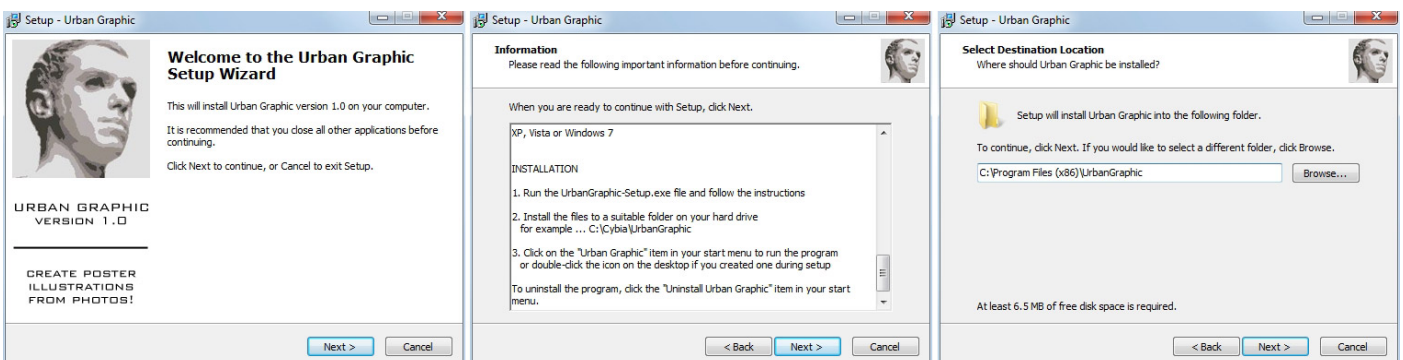 Setup - Urban Graphic
Welcome to the Urban Graphic
Setup Wizard
This will install Urban Graphic version 1.0 on your computer.
It is recommended that you close all other applications before
continuing.
Click Next to continue, or Cancel to exit Setup.
URBAN GRAPHIC
VERSION 1.0
CREATE POSTER
ILLUSTRATIONS
FROM PHOTOS!
Next >
Cancel
Setup - Urban Graphic
Information
Please read the following important information before continuing.
When you are ready to continue with Setup, click Next.
XP, Vista or Windows 7
INSTALLATION
1. Run the UrbanGraphic-Setup.exe file and follow the instructions
2. Install the files to a suitable folder on your hard drive
for example ... C:\Cybia\UrbanGraphic
3. Click on the "Urban Graphic" item in your start menu to run the program
or double-click the icon on the desktop if you created one during setup
To uninstall the program, click the "Uninstall Urban Graphic" item in your start
menu.
< Back
Next >
Cancel
Setup - Urban Graphic
Select Destination Location
Where should Urban Graphic be installed?
Setup will install Urban Graphic into the following folder.
To continue, click Next. If you would like to select a different folder, click Browse.
C:\Program Files (x86)\UrbanGraphic
Browse...
At least 6.5 MB of free disk space is required.
< Back
Next >
Cancel